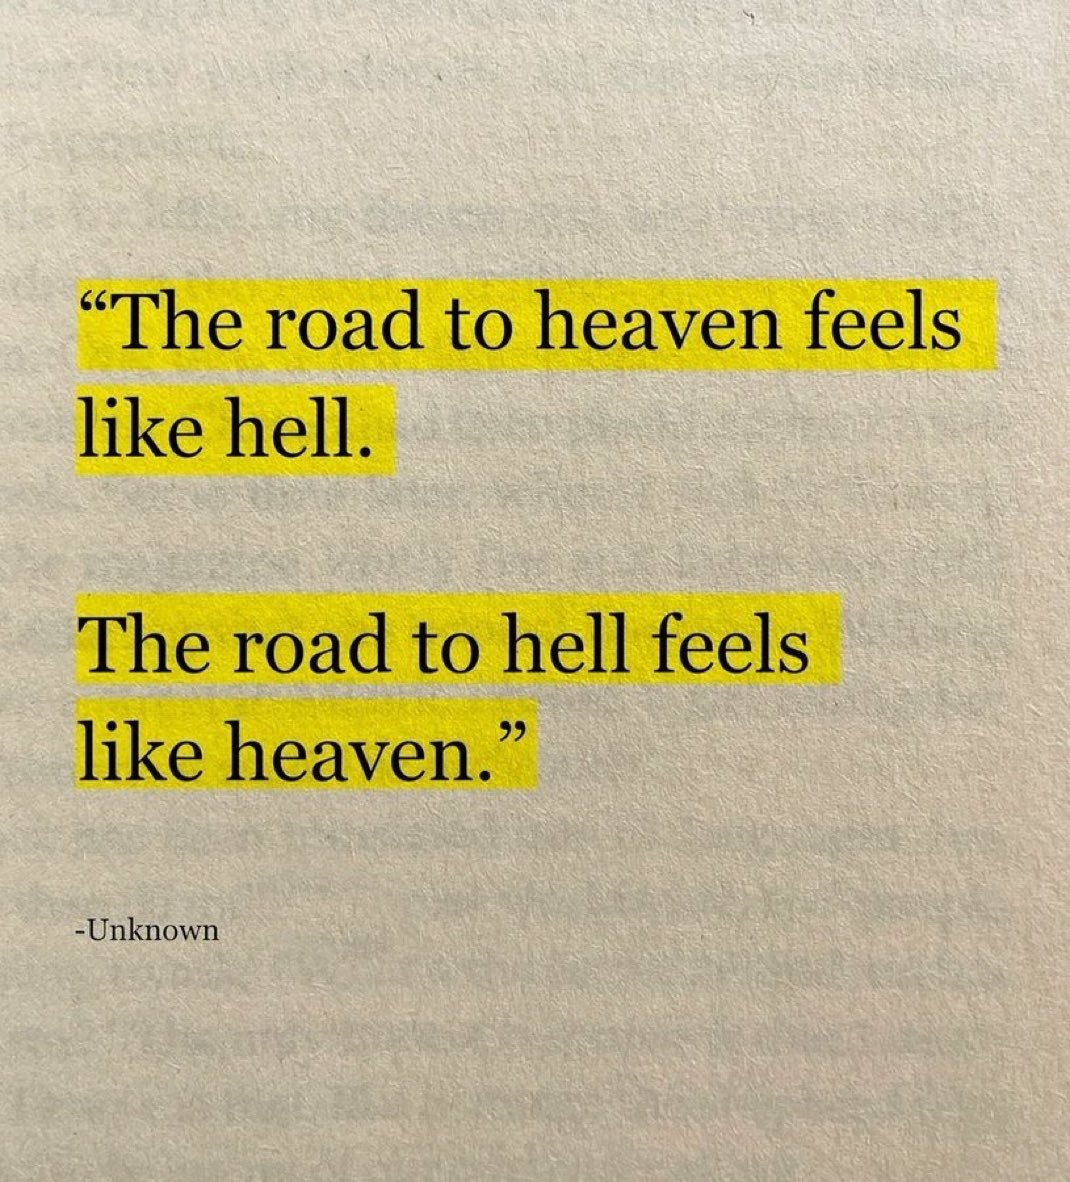 “The road to heaven feels
like hell.
The road to hell feels
like heaven.”
-Unknown